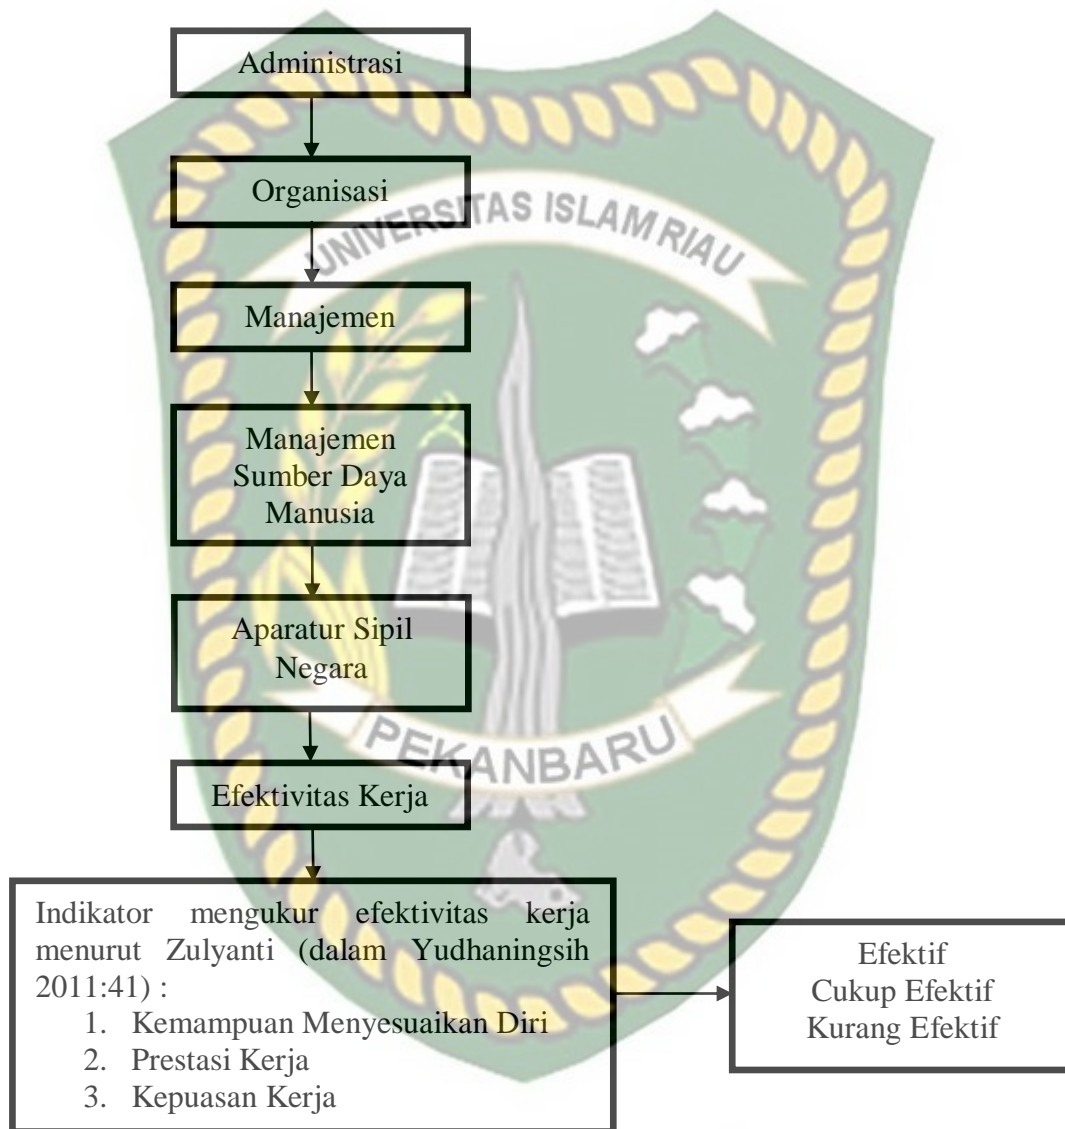 Administrasi
Organisasi
UNIVERSITAS ISLAM RIAU
Manajemen
Manajemen
Sumber Daya
Manusia
Aparatur Sipil
Negara
PEKANBARU
Efektivitas Kerja
Indikator mengukur efektivitas kerja
menurut Zulyanti (dalam Yudhaningsih
2011:41) :
1. Kemampuan Menyesuaikan Diri
2. Prestasi Kerja
3. Kepuasan Kerja
Efektif
Cukup Efektif
Kurang Efektif